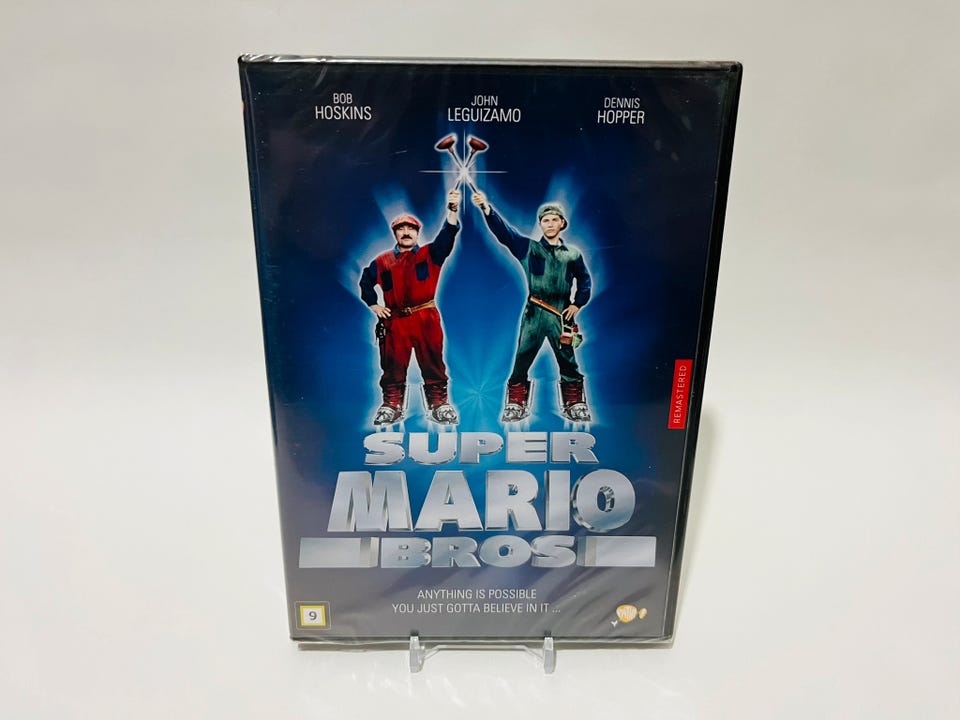 BOB
HOSKINS
JOHN
LEGUIZAMO
DENNIS
HOPPER
REMASTERED
SUPER
MARIO
BROS
ANYTHING IS POSSIBLE
YOU JUST GOTTA BELIEVE IN IT ...
9